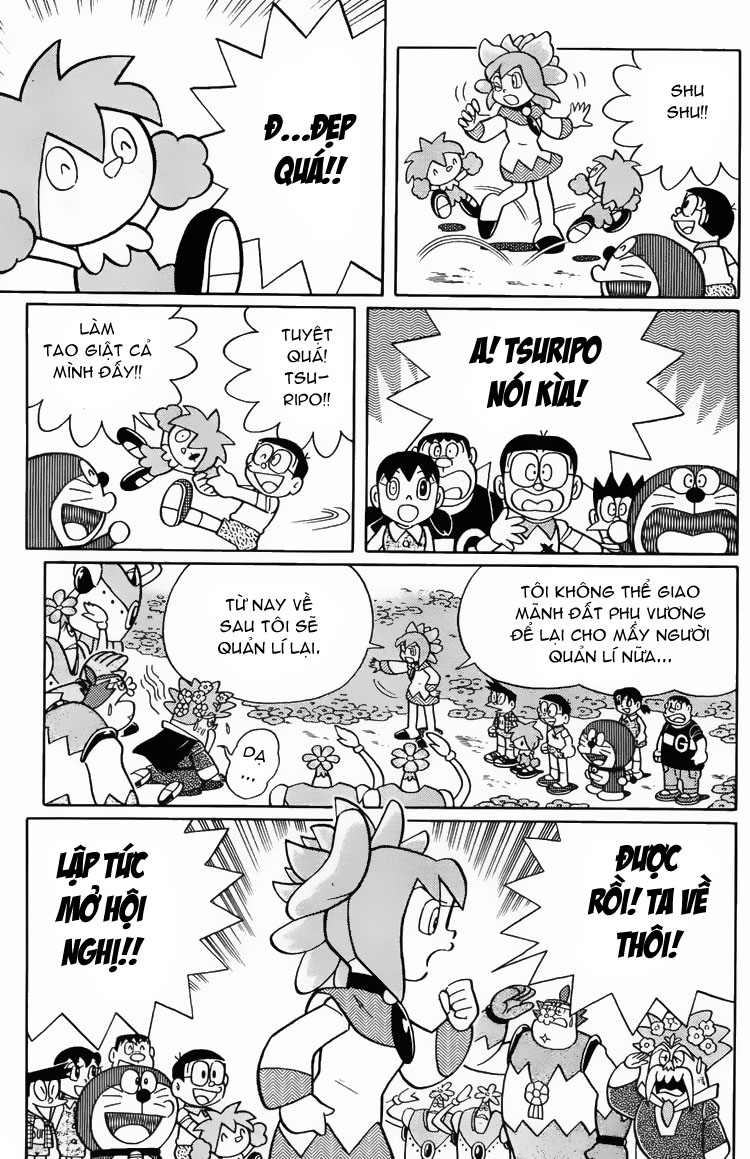 SHU
SHU!!
Đ...ĐẸP
QUÁ!!
A! TSURIPO
NÓI KÌA!
TUYỆT
QUÁ!
TSU-
RIPO!!
LÀM
TAO GIẬT CẢ
MÌNH ĐẤY!!
TÔI KHÔNG THỂ GIAO
MÃNH ĐẤT PHỤ VƯƠNG
ĐỂ LẠI CHO MẤY NGƯỜI
QUẢN LÍ NỮA...
TỪ NAY VỀ
SAU TÔI SẼ
QUẢN LÍ LẠI.
DẠ
...
G
ĐƯỢC
RỒI! TA VỀ
THÔI!
LẬP TỨC
MỞ HỘI
NGHỊ!!